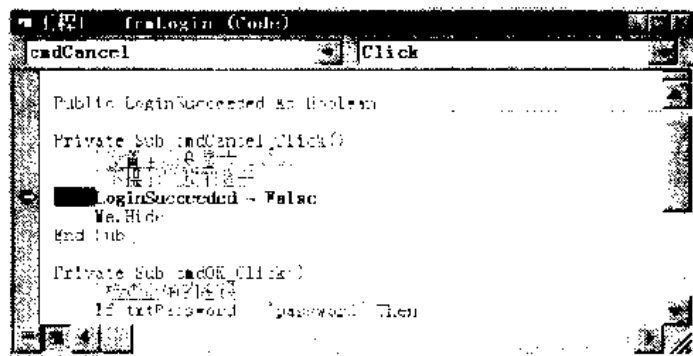 frmLogin (Code)
cmdCancel Click
Public LoginSucceeded As Boolean
Private Sub cmdCancel_Click()
LoginSucceeded = False
Me.Hide
End Sub
Private Sub cmdOK_Click()
If txtPassword = "password" Then